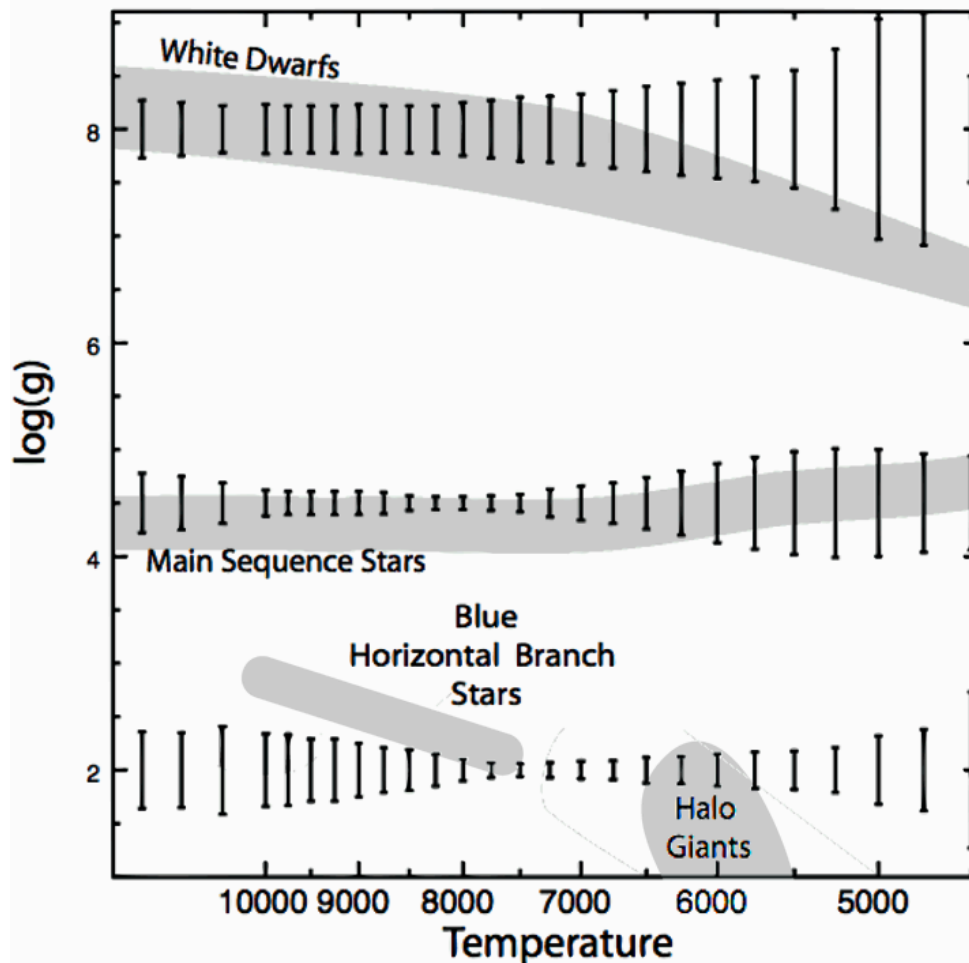 White Dwarfs
8
6
log(g)
4
Main Sequence Stars
Blue
Horizontal Branch
Stars
2
Halo
Giants
10000 9000 8000 7000 6000 5000
Temperature